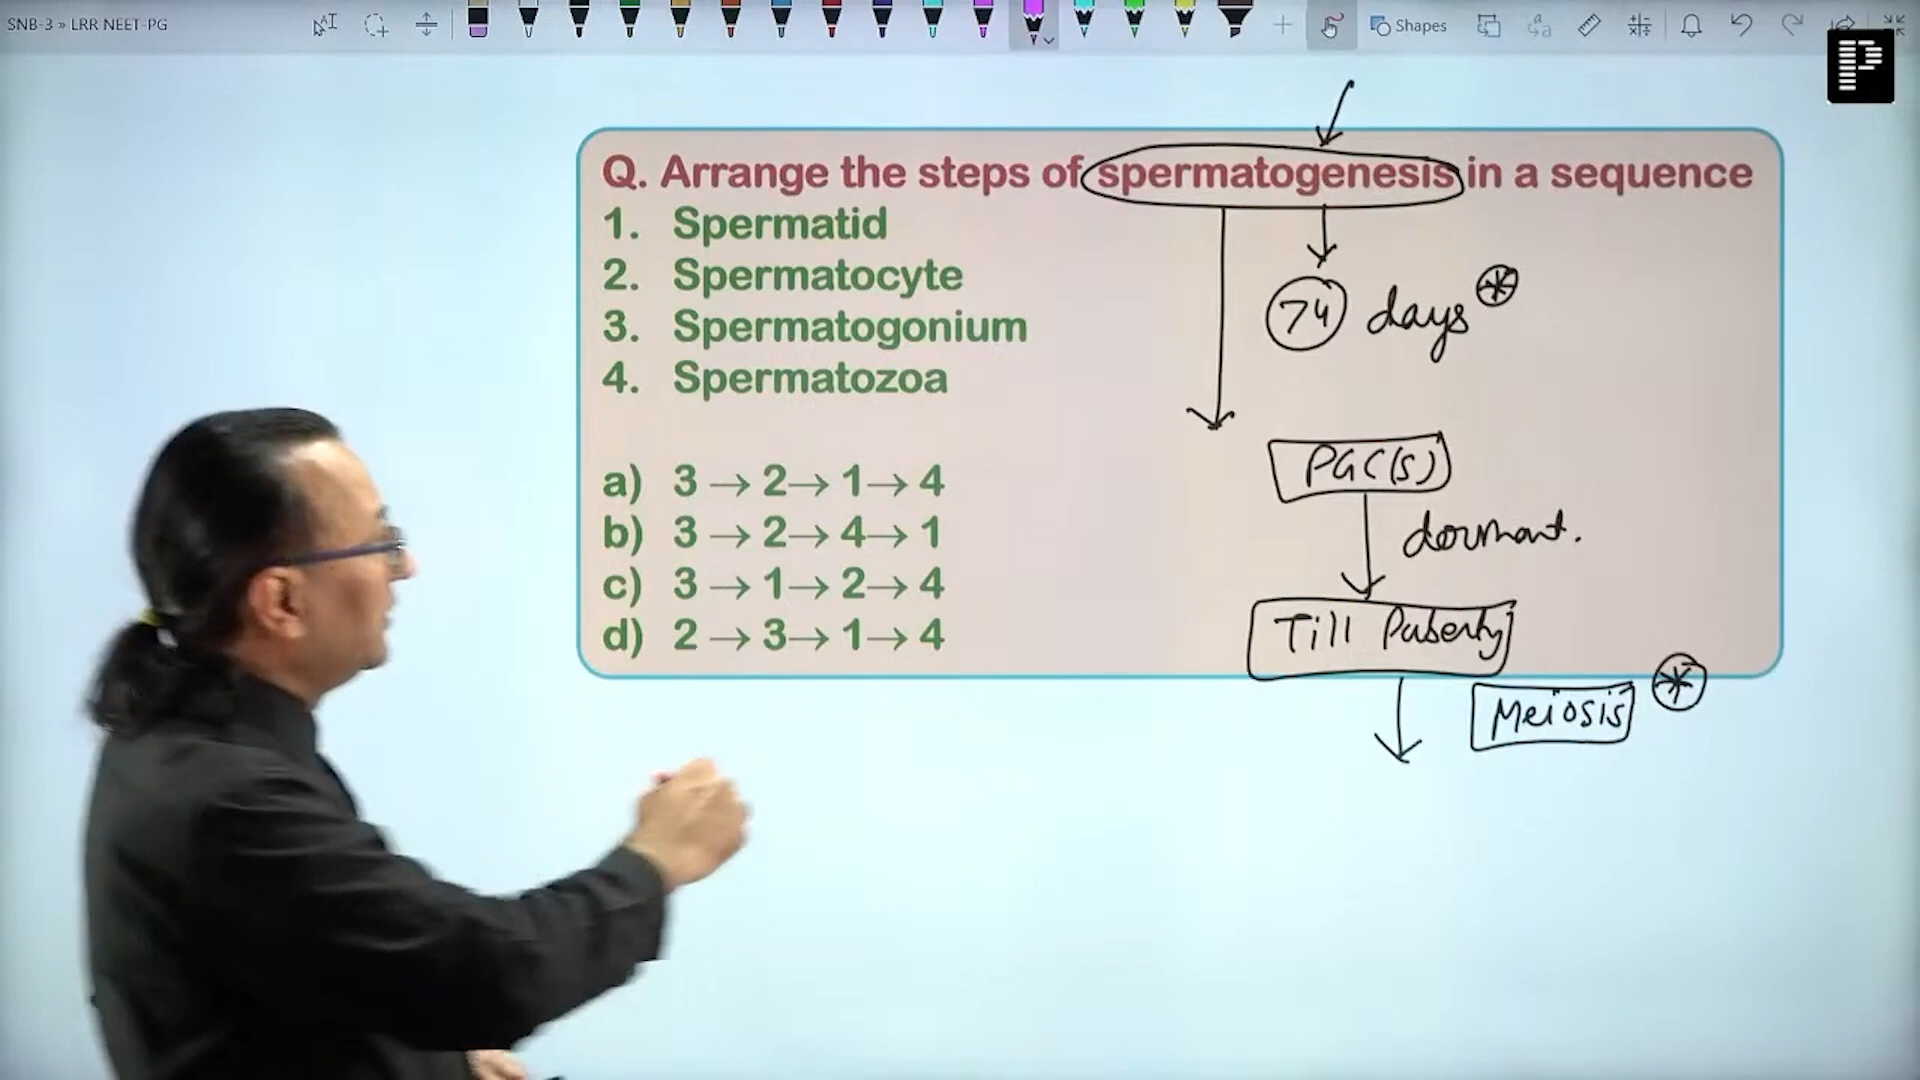 SNB-3 » LRR NEET-PG
Shapes
P
Q. Arrange the steps of spermatogenesis in a sequence
1. Spermatid
2. Spermatocyte
3. Spermatogonium
4. Spermatozoa
74 days
a) 3 → 2 → 1 → 4
b) 3 → 2 → 4 → 1
c) 3 → 1 → 2 → 4
d) 2 → 3 → 1 → 4
PGC(s)
dormant.
Till Puberty
Meiosis